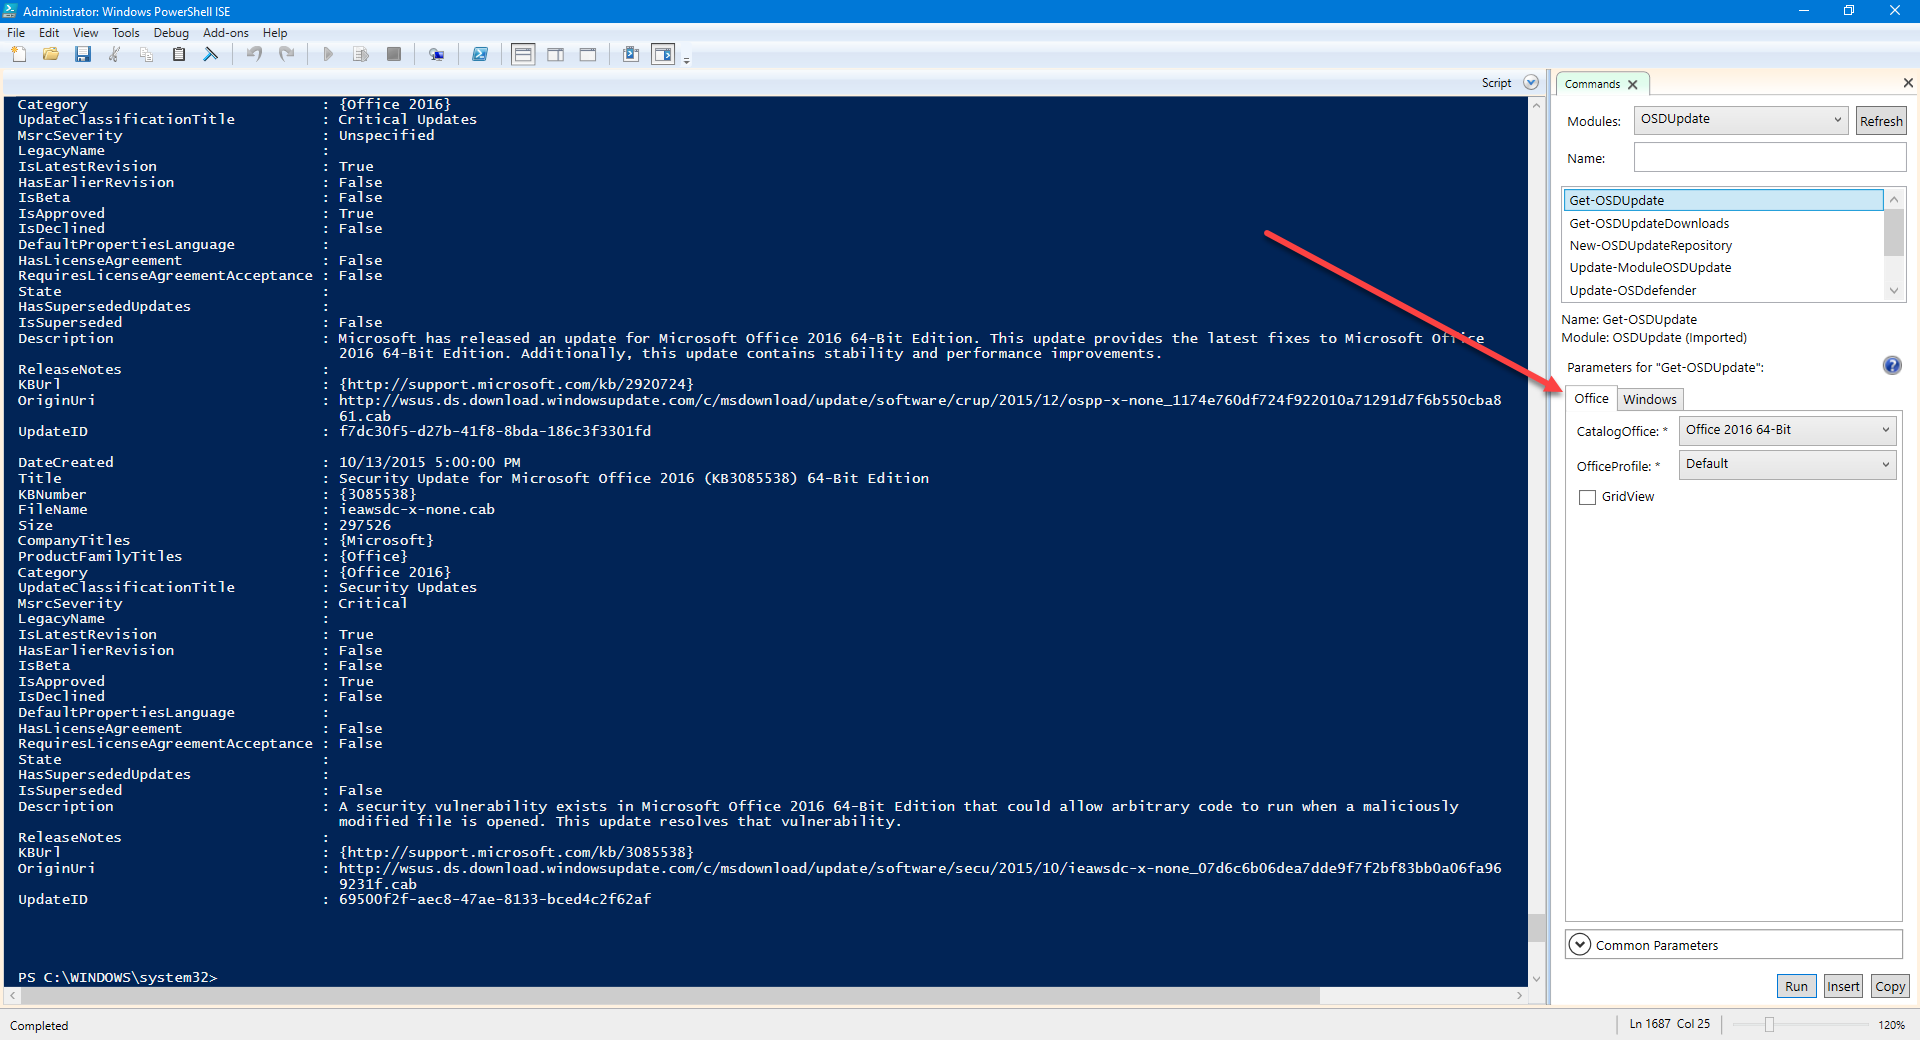 Administrator: Windows PowerShell ISE
File Edit View Tools Debug Add-ons Help
Script
Category : {Office 2016}
UpdateClassificationTitle : Critical Updates
MsrcSeverity : Unspecified
LegacyName :
IsLatestRevision : True
HasEarlierRevision : False
IsBeta : False
IsApproved : True
IsDeclined : False
DefaultPropertiesLanguage :
HasLicenseAgreement : False
RequiresLicenseAgreementAcceptance : False
State :
HasSupersededUpdates :
IsSuperseded : False
Description : Microsoft has released an update for Microsoft Office 2016 64-Bit Edition. This update provides the latest fixes to Microsoft Office
2016 64-Bit Edition. Additionally, this update contains stability and performance improvements.
ReleaseNotes :
KBUrl : {http://support.microsoft.com/kb/2920724}
OriginUri : http://wsus.ds.download.windowsupdate.com/c/msdownload/update/software/crup/2015/12/ospp-x-none_1174e760df724f922010a71291d7f6b550cba8
61.cab
UpdateID : f7dc30f5-d27b-41f8-8bda-186c3f3301fd
DateCreated : 10/13/2015 5:00:00 PM
Title : Security Update for Microsoft Office 2016 (KB3085538) 64-Bit Edition
KBNumber : {3085538}
FileName : ieawsdc-x-none.cab
Size : 297526
CompanyTitles : {Microsoft}
ProductFamilyTitles : {Office}
Category : {Office 2016}
UpdateClassificationTitle : Security Updates
MsrcSeverity : Critical
LegacyName :
IsLatestRevision : True
HasEarlierRevision : False
IsBeta : False
IsApproved : True
IsDeclined : False
DefaultPropertiesLanguage :
HasLicenseAgreement : False
RequiresLicenseAgreementAcceptance : False
State :
HasSupersededUpdates :
IsSuperseded : False
Description : A security vulnerability exists in Microsoft Office 2016 64-Bit Edition that could allow arbitrary code to run when a maliciously
modified file is opened. This update resolves that vulnerability.
ReleaseNotes :
KBUrl : {http://support.microsoft.com/kb/3085538}
OriginUri : http://wsus.ds.download.windowsupdate.com/c/msdownload/update/software/secu/2015/10/ieawsdc-x-none_07d6c6b06dea7dde9f7f2bf83bb0a06fa96
9231f.cab
UpdateID : 69500f2f-aec8-47ae-8133-bced4c2f62af
PS C:\WINDOWS\system32>
Commands
Modules: OSDUpdate Refresh
Name:
Get-OSDUpdate
Get-OSDUpdateDownloads
New-OSDUpdateRepository
Update-ModuleOSDUpdate
Update-OSDdefender
Name: Get-OSDUpdate
Module: OSDUpdate (Imported)
Parameters for "Get-OSDUpdate":
Office Windows
CatalogOffice: * Office 2016 64-Bit
OfficeProfile: * Default
GridView
Common Parameters
Run Insert Copy
Completed
Ln 1687 Col 25 120%